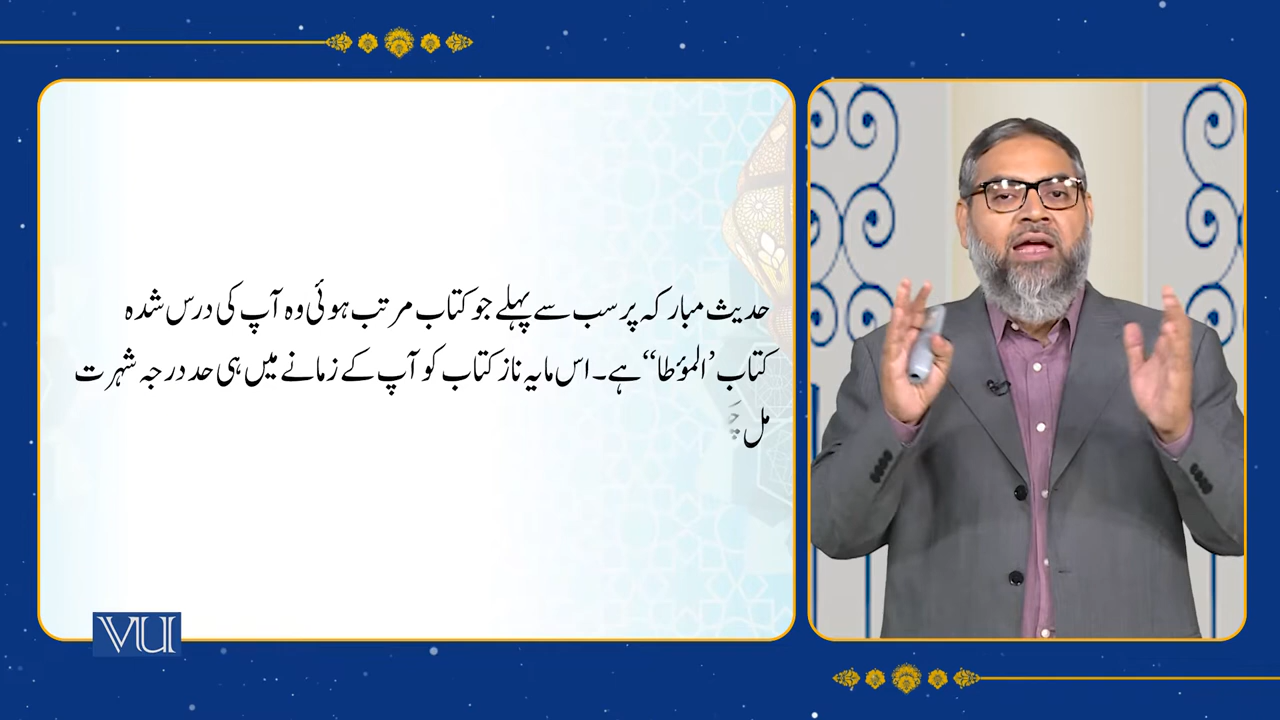 حدیث مبارکہ پر سب سے پہلے جو کتاب مرتب ہوئی وہ آپ کی درس شدہ
کتاب ’’المؤطا‘‘ ہے۔ اس مایہ ناز کتاب کو آپ کے زمانے میں ہی حد درجہ شہرت
مل
VU